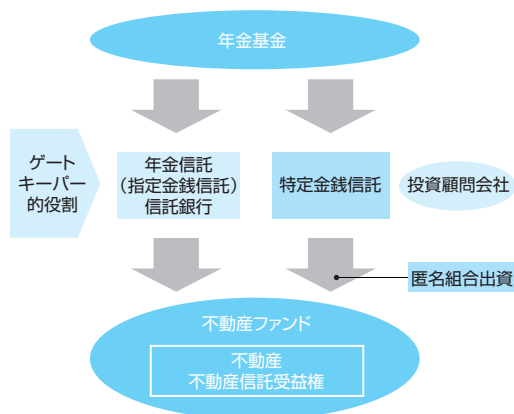 年金基金
ゲート
キーパー
的役割
年金信託
（指定金銭信託）
信託銀行
特定金銭信託
投資顧問会社
匿名組合出資
不動産ファンド
不動産
不動産信託受益権